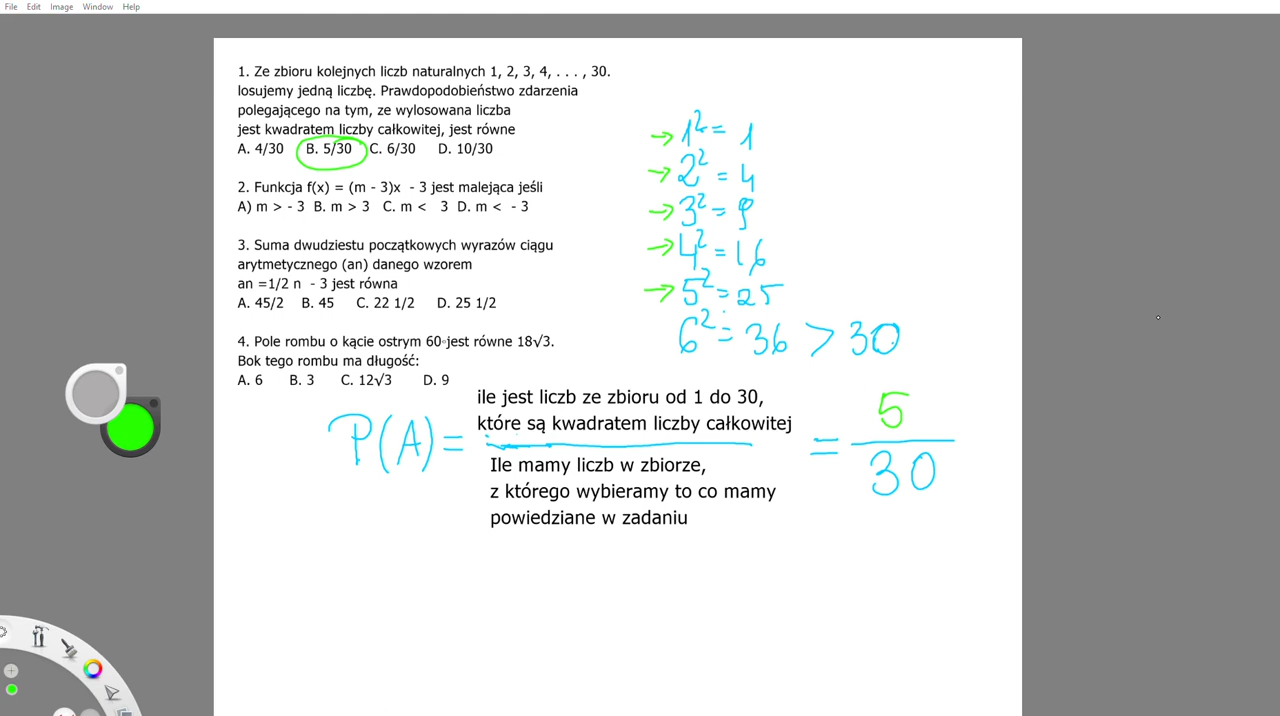 File Edit Image Window Help
1. Ze zbioru kolejnych liczb naturalnych 1, 2, 3, 4, . . . , 30.
losujemy jedną liczbę. Prawdopodobieństwo zdarzenia
polegającego na tym, ze wylosowana liczba
jest kwadratem liczby całkowitej, jest równe
A. 4/30 B. 5/30 C. 6/30 D. 10/30
2. Funkcja f(x) = (m - 3)x - 3 jest malejąca jeśli
A) m > - 3 B. m > 3 C. m < 3 D. m < - 3
3. Suma dwudziestu początkowych wyrazów ciągu
arytmetycznego (an) danego wzorem
an =1/2 n - 3 jest równa
A. 45/2 B. 45 C. 22 1/2 D. 25 1/2
4. Pole rombu o kącie ostrym 60◦jest równe 18√3.
Bok tego rombu ma długość:
A. 6 B. 3 C. 12√3 D. 9
→ 1² = 1
→ 2² = 4
→ 3² = 9
→ 4² = 16
→ 5² = 25
6² = 36 > 30
ile jest liczb ze zbioru od 1 do 30,
które są kwadratem liczby całkowitej
P(A) = = 5/30
Ile mamy liczb w zbiorze,
z którego wybieramy to co mamy
powiedziane w zadaniu